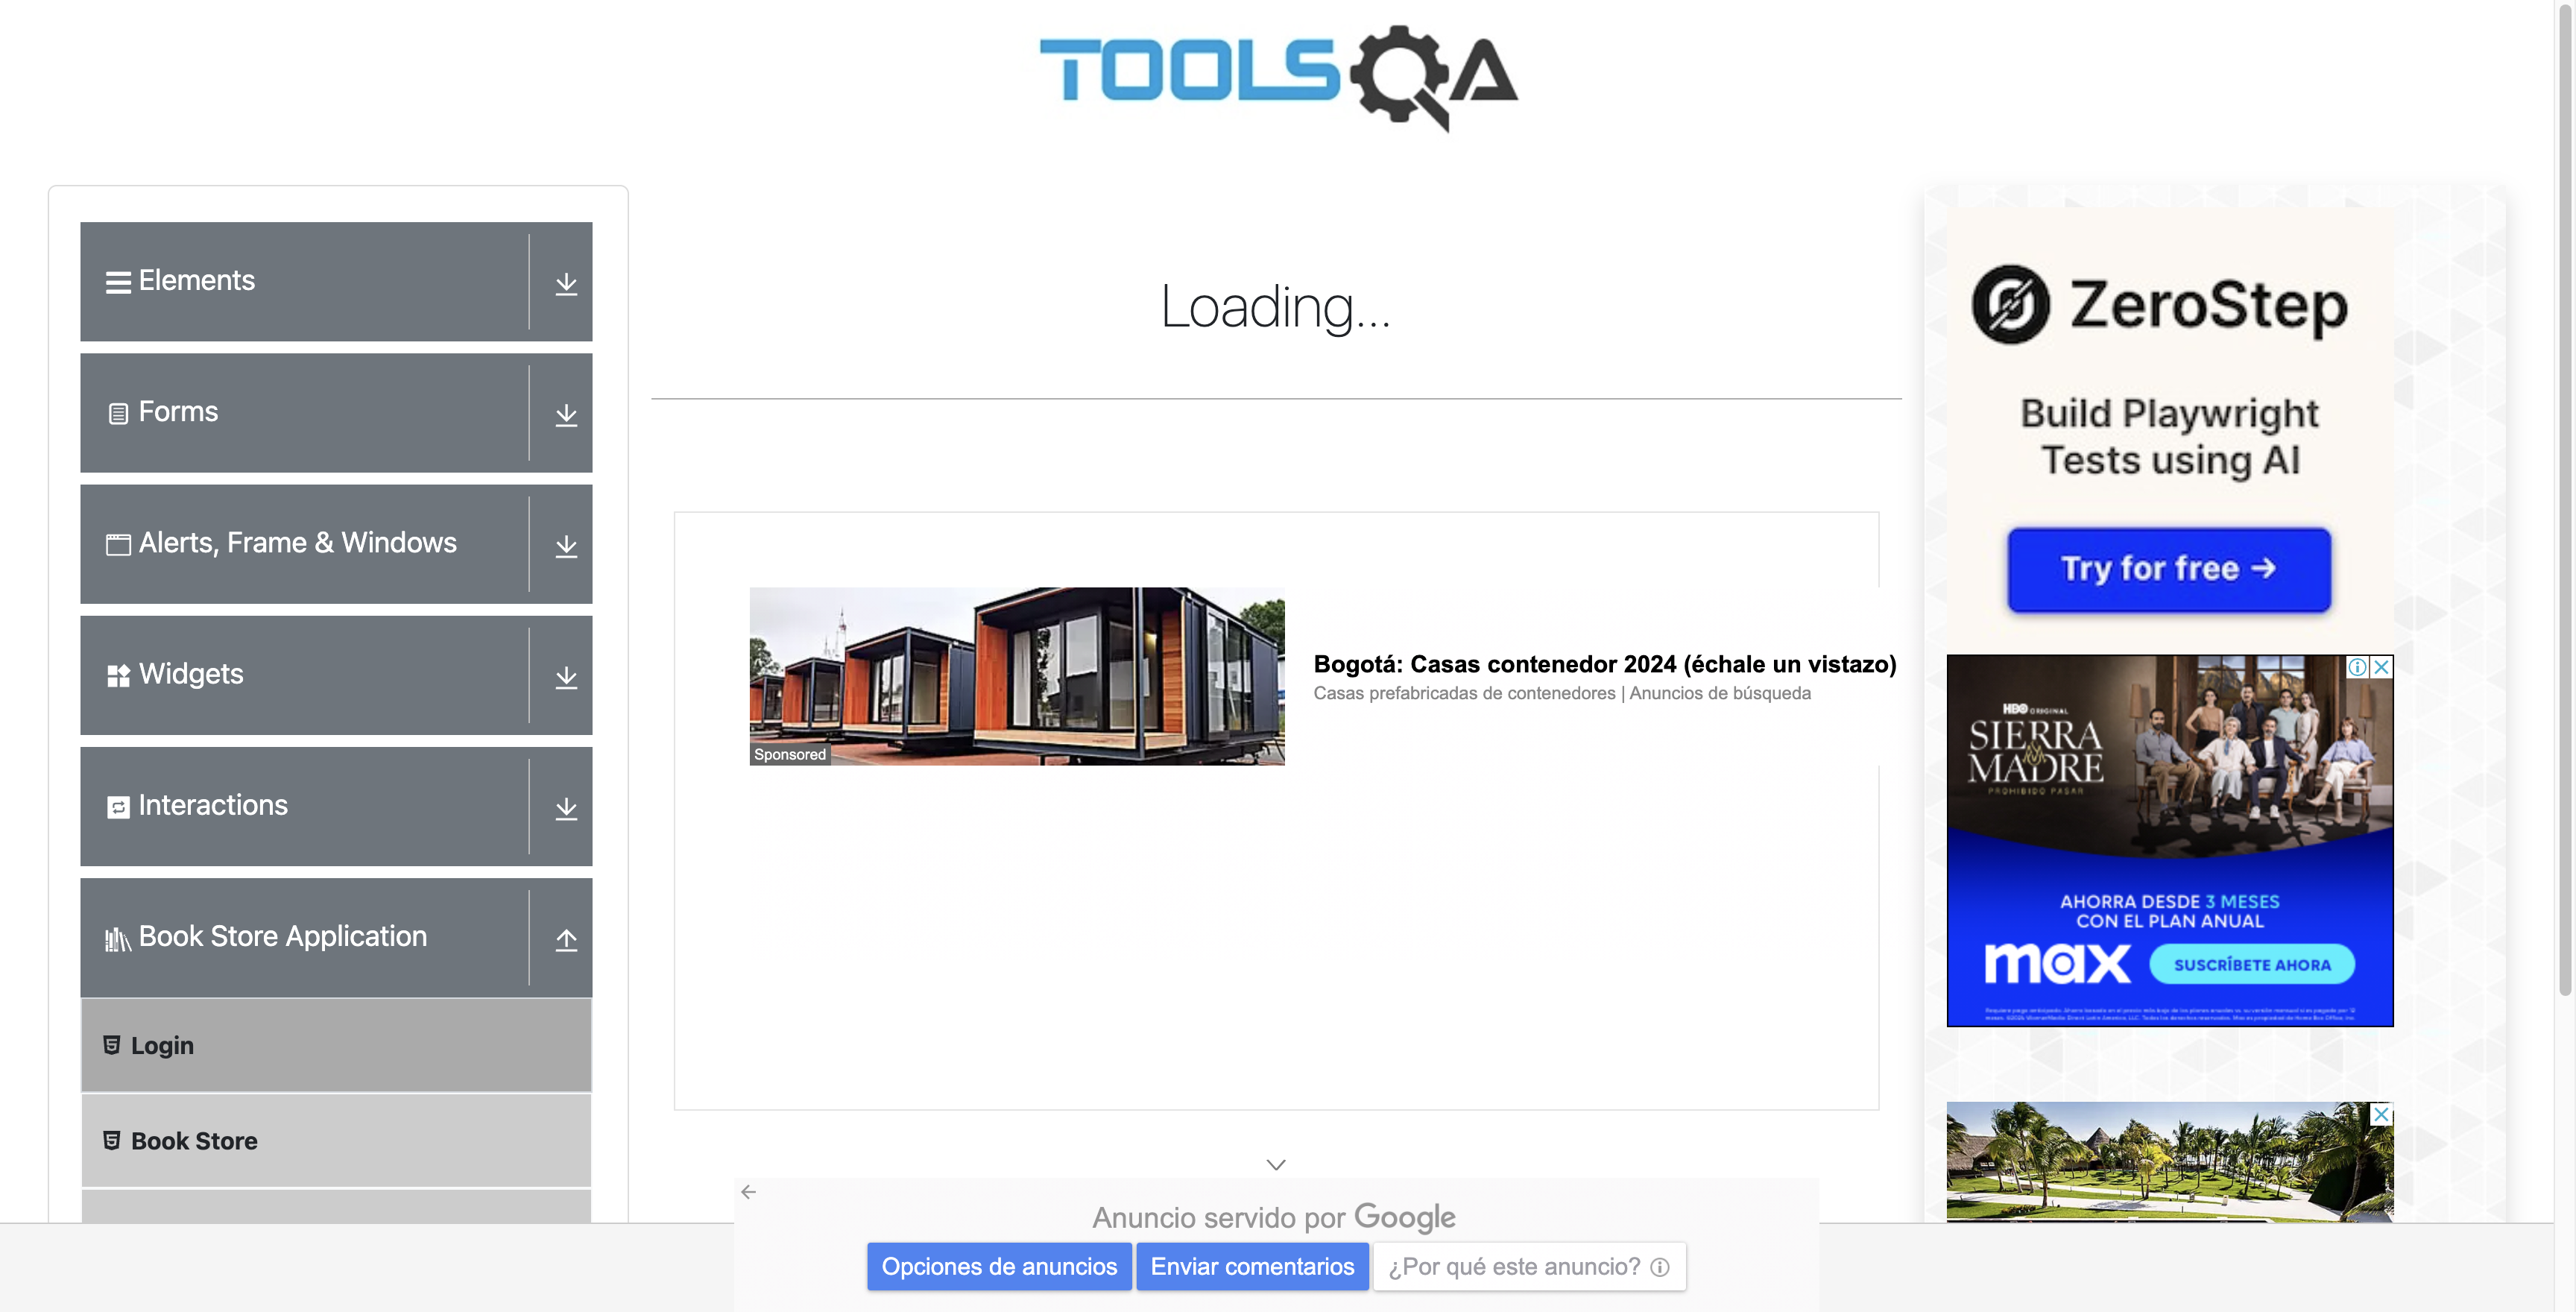 TOOLSQA
Elements
Forms
Alerts, Frame & Windows
Widgets
Interactions
Book Store Application
Login
Book Store
Loading...
Sponsored
Bogotá: Casas contenedor 2024 (échale un vistazo)
Casas prefabricadas de contenedores | Anuncios de búsqueda
Anuncio servido por Google
Opciones de anuncios
Enviar comentarios
¿Por qué este anuncio?
ZeroStep
Build Playwright
Tests using AI
Try for free →
HBO ORIGINAL
SIERRA
MADRE
PROHIBIDO PASAR
AHORRA DESDE 3 MESES
CON EL PLAN ANUAL
max
SUSCRÍBETE AHORA